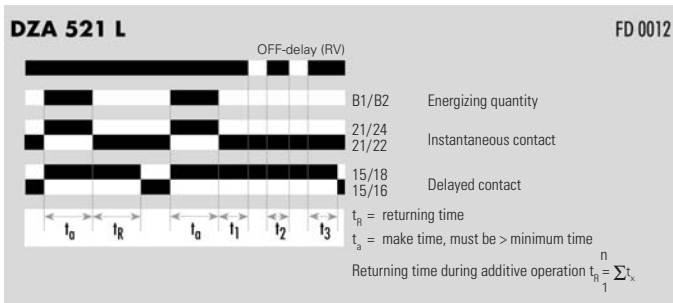 DZA 521 L
FD 0012
OFF-delay (RV)
B1/B2 Energizing quantity
21/24
21/22 Instantaneous contact
15/18
15/16 Delayed contact
ta tR ta t1 t2 t3
tR = returning time
ta = make time, must be > minimum time
n
Returning time during additive operation tR = ∑tx
1